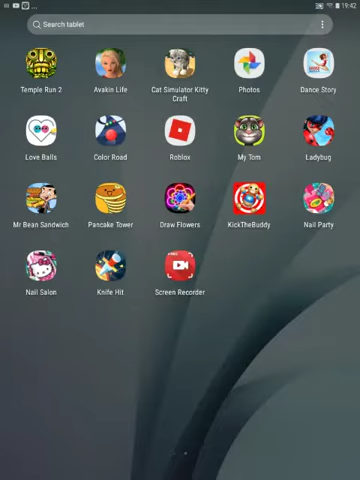 19:42
Search tablet
Temple Run 2
Avakin Life
Cat Simulator Kitty
Craft
Photos
Dance Story
Love Balls
Color Road
Roblox
My Tom
Ladybug
Mr Bean Sandwich
Pancake Tower
Draw Flowers
KickTheBuddy
Nail Party
Nail Salon
Knife Hit
Screen Recorder